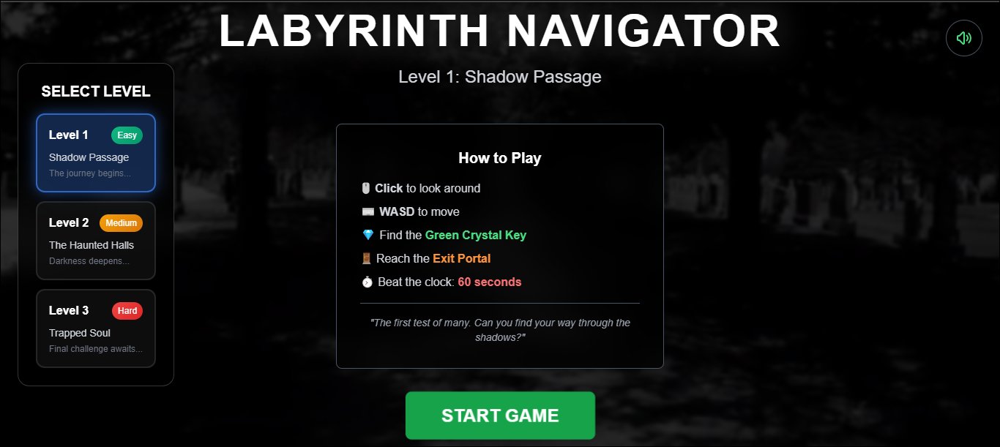 LABYRINTH NAVIGATOR
Level 1: Shadow Passage
SELECT LEVEL
Level 1 Easy
Shadow Passage
The journey begins...
Level 2 Medium
The Haunted Halls
Darkness deepens...
Level 3 Hard
Trapped Soul
Final challenge awaits...
How to Play
Click to look around
WASD to move
Find the Green Crystal Key
Reach the Exit Portal
Beat the clock: 60 seconds
"The first test of many. Can you find your way through the
shadows?"
START GAME